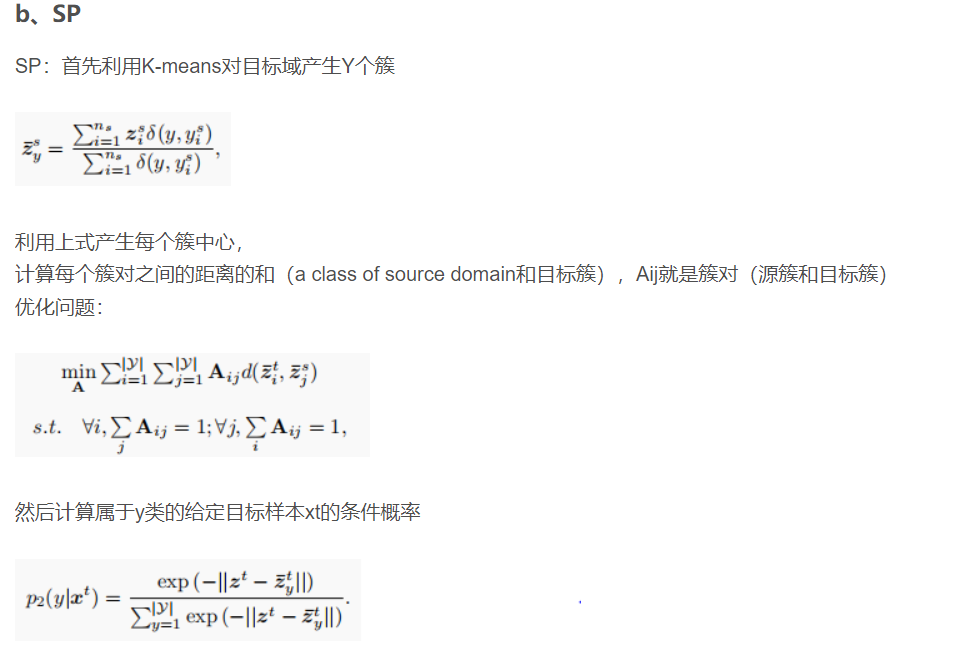 b、SP
SP：首先利用K-means对目标域产生Y个簇
$\bar{z}_y^s = \frac{\sum_{i=1}^{n_s} z_i^s \delta(y, y_i^s)}{\sum_{i=1}^{n_s} \delta(y, y_i^s)},$
利用上式产生每个簇中心，
计算每个簇对之间的距离的和（a class of source domain和目标簇），Aij就是簇对（源簇和目标簇）
优化问题：
$\min_{\mathbf{A}} \sum_{i=1}^{|\mathcal{Y}|} \sum_{j=1}^{|\mathcal{Y}|} \mathbf{A}_{ij} d(\bar{z}_i^t, \bar{z}_j^s)$
$s.t. \quad \forall i, \sum_j \mathbf{A}_{ij} = 1; \forall j, \sum_i \mathbf{A}_{ij} = 1,$
然后计算属于y类的给定目标样本xt的条件概率
$p_2(y|\boldsymbol{x}^t) = \frac{\exp(-||z^t - \bar{z}_y^t||)}{\sum_{y=1}^{|\mathcal{Y}|} \exp(-||z^t - \bar{z}_y^t||)}.$